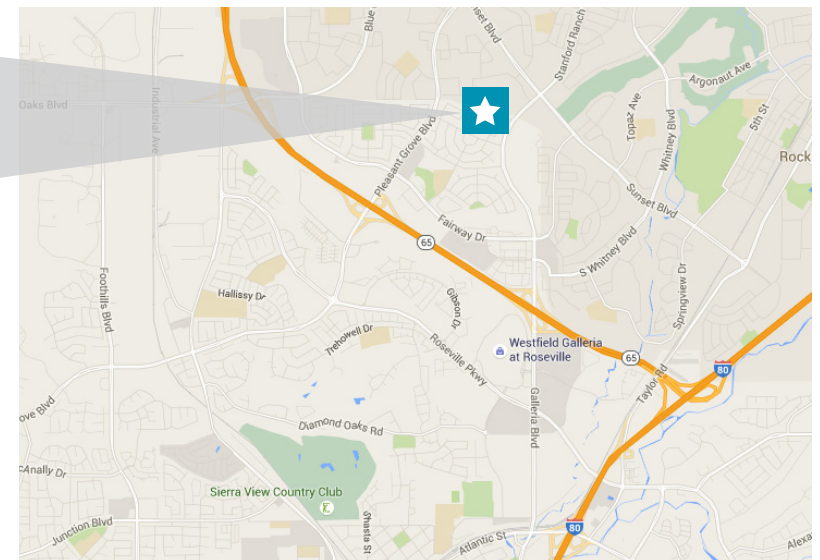 Blue
Sunset Blvd
Stanford Ranch
Argonaut Ave
Oaks Blvd
Industrial Ave
Pleasant Grove Blvd
Topaz Ave
Whitney Blvd
5th St
Rock
Sunset Blvd
Fairway Dr
65
S Whitney Blvd
Foothills Blvd
Hallissy Dr
Gibson Dr
Springview Dr
Trehowell Dr
Roseville Pkwy
Westfield Galleria
at Roseville
65
80
Taylor Rd
Galleria Blvd
ove Blvd
Diamond Oaks Rd
cAnally Dr
Sierra View Country Club
Shasta St
Junction Blvd
Atlantic St
80
Alexa